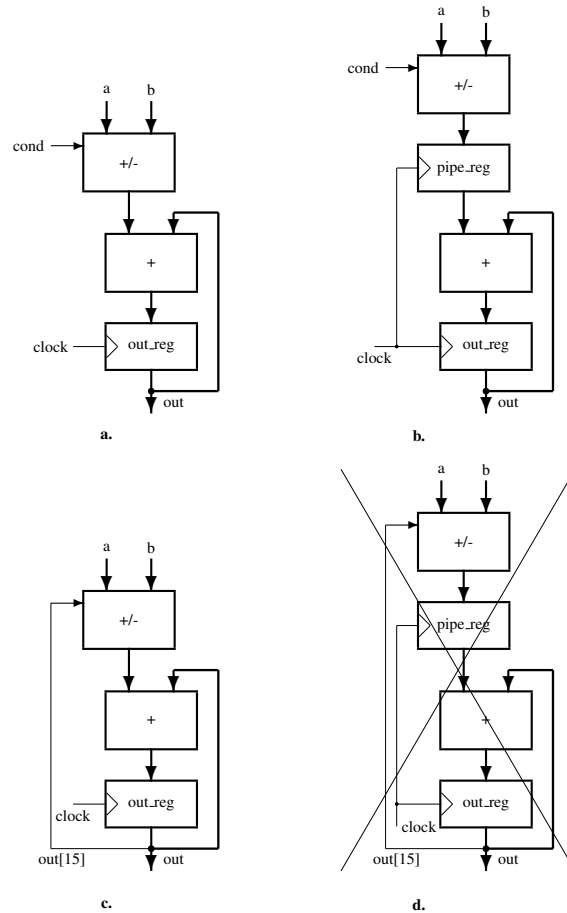 a b
cond
+/-
+
clock
out_reg
out
a.
a b
cond
+/-
pipe_reg
+
clock
out_reg
out
b.
a b
+/-
+
clock
out_reg
out[15]
out
c.
a b
+/-
pipe_reg
+
out_reg
clock
out[15]
out
d.